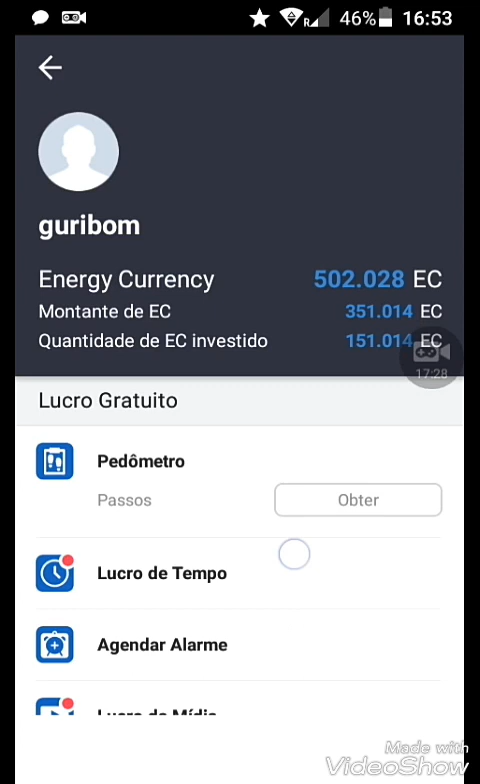 R 46% 16:53
guribom
Energy Currency 502.028 EC
Montante de EC 351.014 EC
Quantidade de EC investido 151.014 EC
17:28
Lucro Gratuito
Pedômetro
Passos Obter
Lucro de Tempo
Agendar Alarme
Lucro de Mídia
Made with
VideoShow